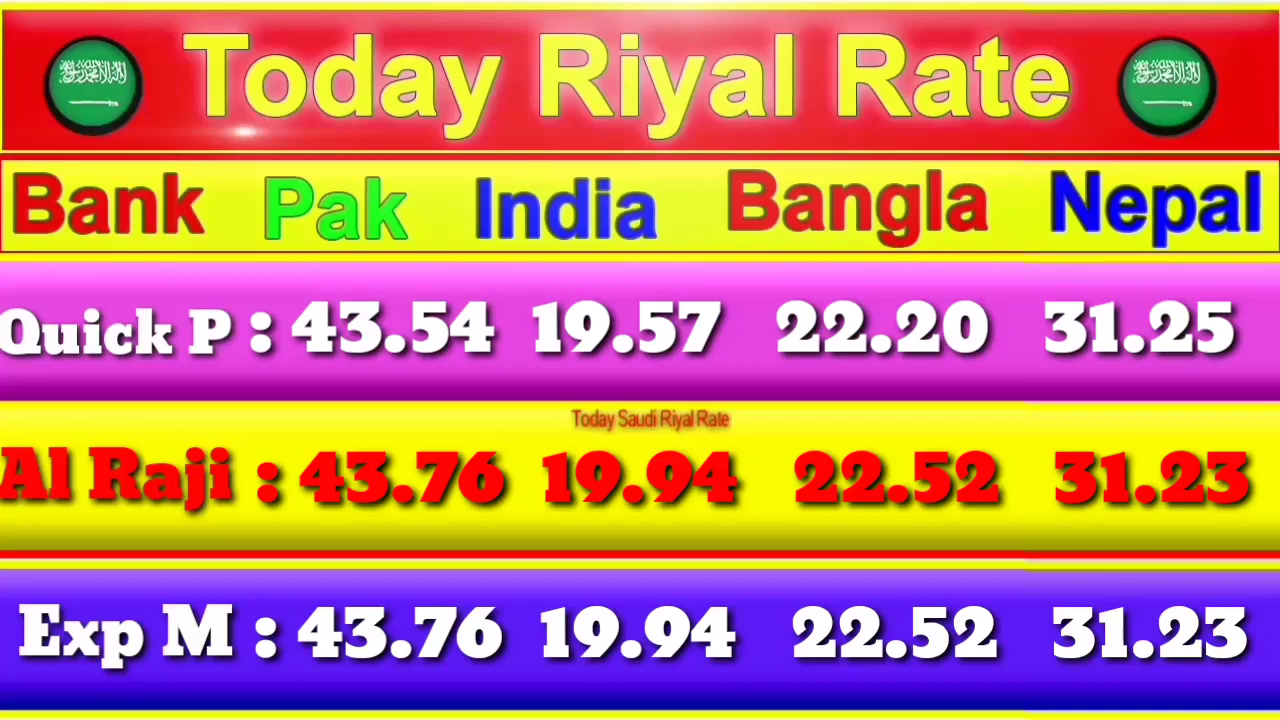 Today Riyal Rate
Bank Pak India Bangla Nepal
Quick P : 43.54 19.57 22.20 31.25
Today Saudi Riyal Rate
Al Raji : 43.76 19.94 22.52 31.23
Exp M : 43.76 19.94 22.52 31.23